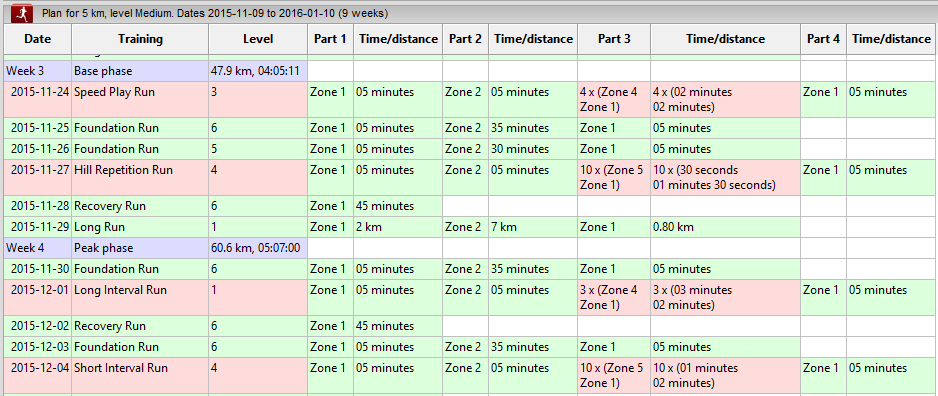 Plan for 5 km, level Medium. Dates 2015-11-09 to 2016-01-10 (9 weeks)
Date Training Level Part 1 Time/distance Part 2 Time/distance Part 3 Time/distance Part 4 Time/distance
Week 3 Base phase 47.9 km, 04:05:11
2015-11-24 Speed Play Run 3 Zone 1 05 minutes Zone 2 05 minutes 4 x (Zone 4 4 x (02 minutes Zone 1 05 minutes
Zone 1) 02 minutes)
2015-11-25 Foundation Run 6 Zone 1 05 minutes Zone 2 35 minutes Zone 1 05 minutes
2015-11-26 Foundation Run 5 Zone 1 05 minutes Zone 2 30 minutes Zone 1 05 minutes
2015-11-27 Hill Repetition Run 4 Zone 1 05 minutes Zone 2 05 minutes 10 x (Zone 5 10 x (30 seconds Zone 1 05 minutes
Zone 1) 01 minutes 30 seconds)
2015-11-28 Recovery Run 6 Zone 1 45 minutes
2015-11-29 Long Run 1 Zone 1 2 km Zone 2 7 km Zone 1 0.80 km
Week 4 Peak phase 60.6 km, 05:07:00
2015-11-30 Foundation Run 6 Zone 1 05 minutes Zone 2 35 minutes Zone 1 05 minutes
2015-12-01 Long Interval Run 1 Zone 1 05 minutes Zone 2 05 minutes 3 x (Zone 4 3 x (03 minutes Zone 1 05 minutes
Zone 1) 02 minutes)
2015-12-02 Recovery Run 6 Zone 1 45 minutes
2015-12-03 Foundation Run 6 Zone 1 05 minutes Zone 2 35 minutes Zone 1 05 minutes
2015-12-04 Short Interval Run 4 Zone 1 05 minutes Zone 2 05 minutes 10 x (Zone 5 10 x (01 minutes Zone 1 05 minutes
Zone 1) 02 minutes)